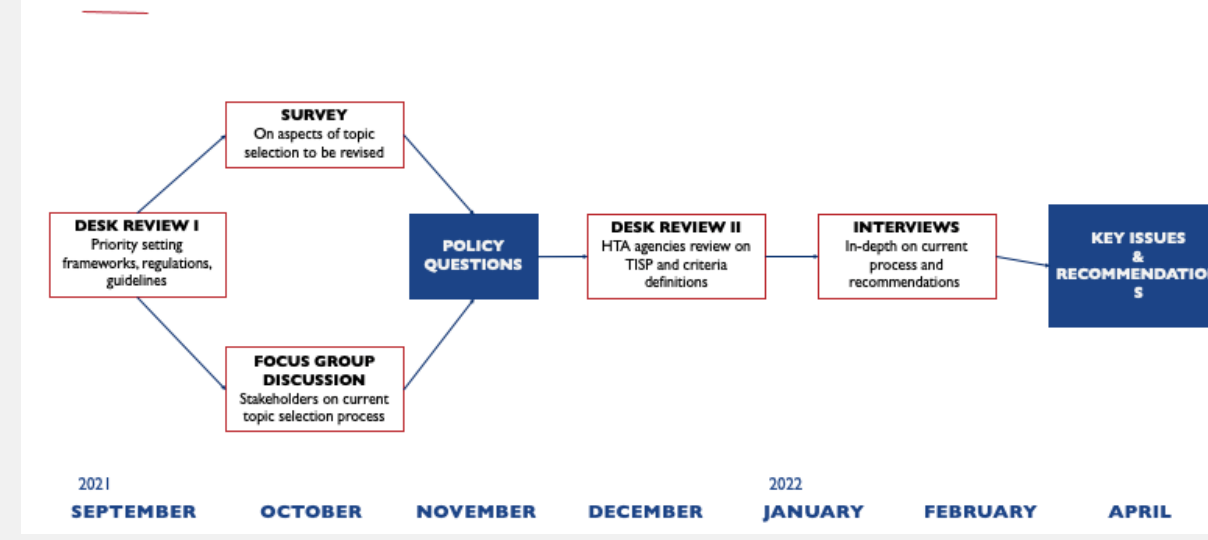 SURVEY
On aspects of topic
selection to be revised
DESK REVIEW I
Priority setting
frameworks, regulations,
guidelines
POLICY
QUESTIONS
DESK REVIEW II
HTA agencies review on
TISP and criteria
definitions
INTERVIEWS
In-depth on current
process and
recommendations
KEY ISSUES
&
RECOMMENDATIO
S
FOCUS GROUP
DISCUSSION
Stakeholders on current
topic selection process
2021
2022
SEPTEMBER OCTOBER NOVEMBER DECEMBER JANUARY FEBRUARY APRIL